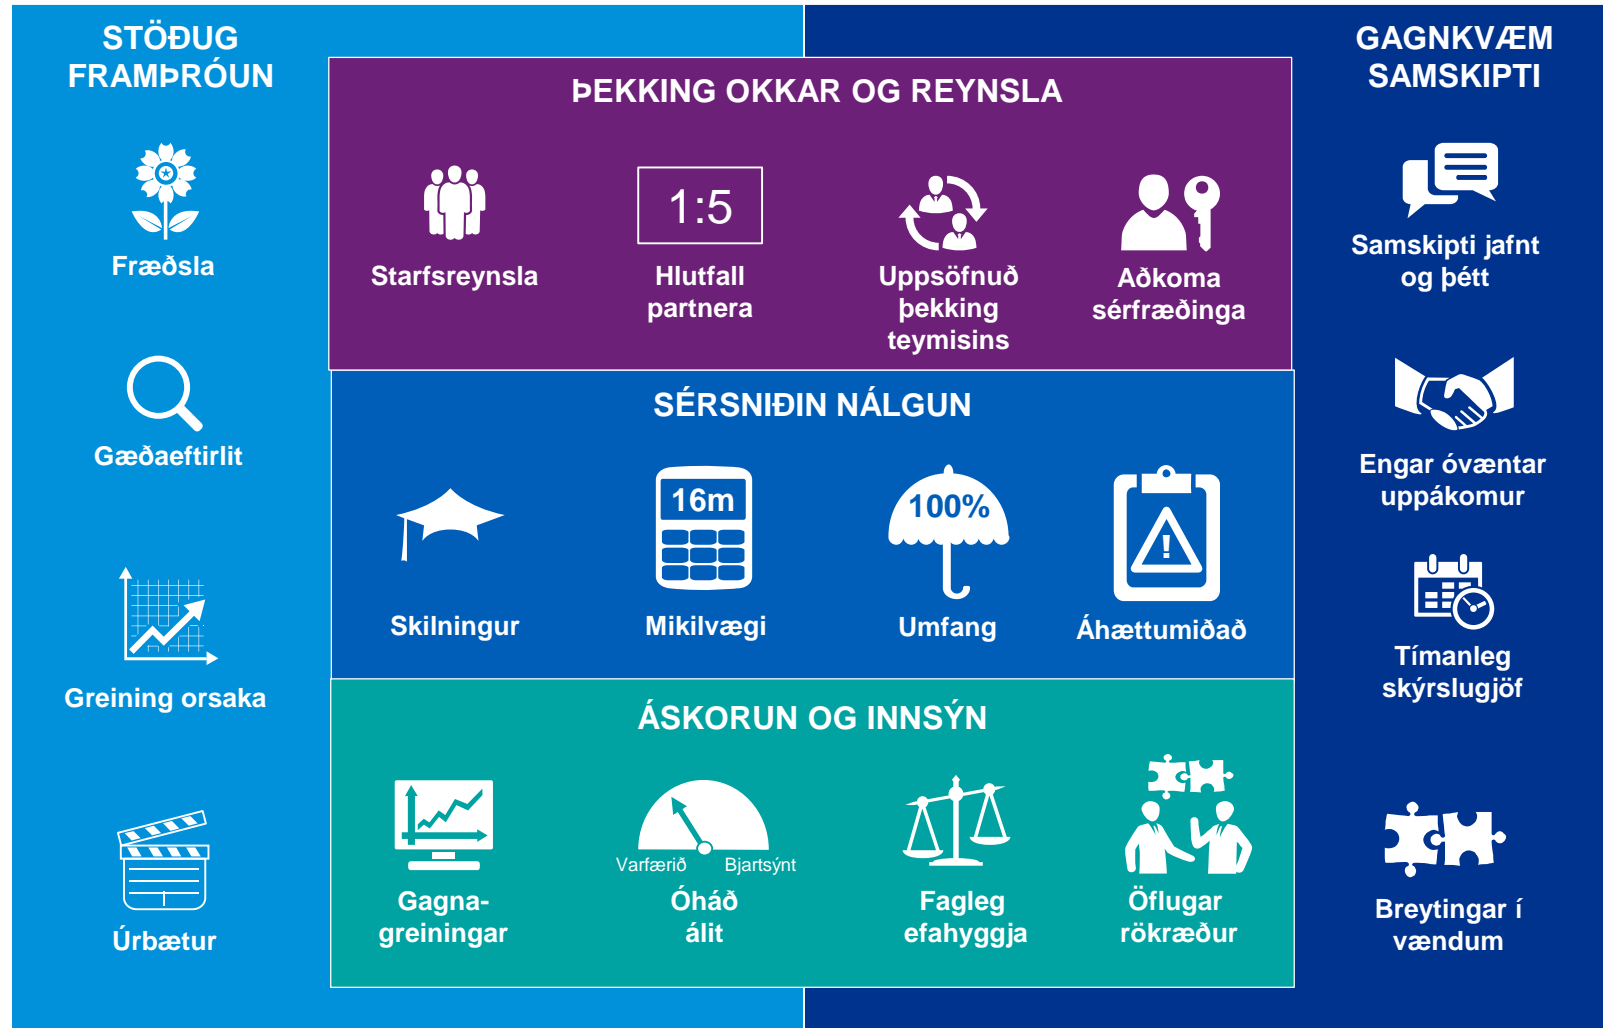 STÖÐUG
FRAMÞRÓUN
Fræðsla
Gæðaeftirlit
Greining orsaka
Úrbætur
ÞEKKING OKKAR OG REYNSLA
Starfsreynsla
1:5
Hlutfall
partnera
Uppsöfnuð
þekking
teymisins
Aðkoma
sérfræðinga
SÉRSNIÐIN NÁLGUN
Skilningur
16m
Mikilvægi
100%
Umfang
!
Áhættumiðað
ÁSKORUN OG INNSÝN
Gagna-
greiningar
Varfærið Bjartsýnt
Óháð
álit
Fagleg
efahyggja
Öflugar
rökræður
GAGNKVÆM
SAMSKIPTI
Samskipti jafnt
og þétt
Engar óvæntar
uppákomur
Tímanleg
skýrslugjöf
Breytingar í
vændum